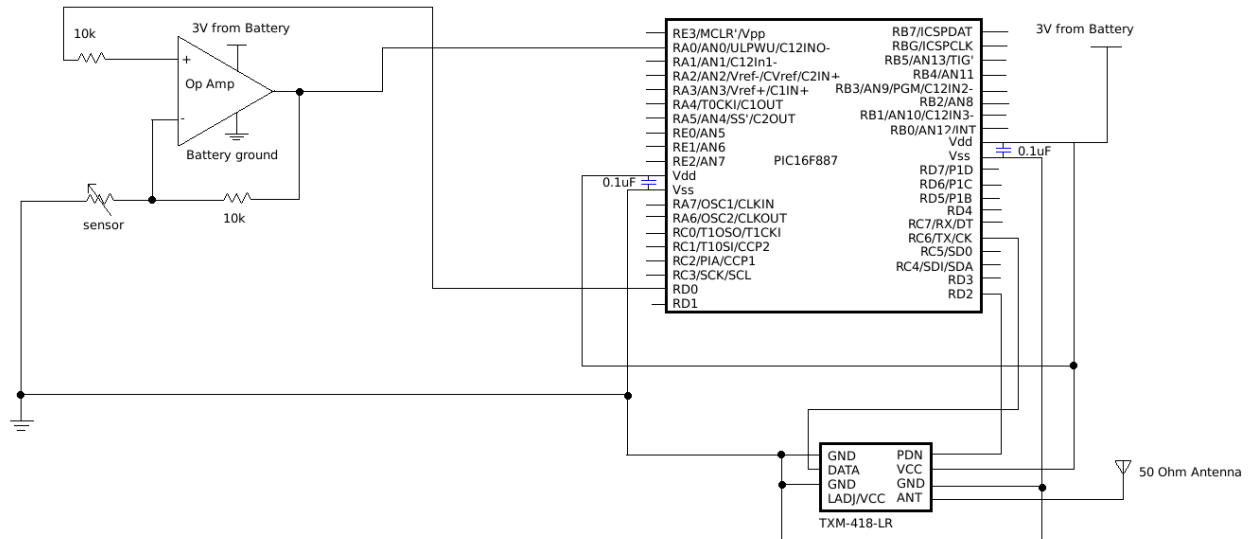 10k
3V from Battery
+
Op Amp
-
Battery ground
sensor
10k
RE3/MCLR'/Vpp
RA0/AN0/ULPWU/C12INO-
RA1/AN1/C12In1-
RA2/AN2/Vref-/CVref/C2IN+
RA3/AN3/Vref+/C1IN+
RA4/T0CKI/C1OUT
RA5/AN4/SS'/C2OUT
RE0/AN5
RE1/AN6
RE2/AN7
Vdd
Vss
RA7/OSC1/CLKIN
RA6/OSC2/CLKOUT
RC0/T1OSO/T1CKI
RC1/T10SI/CCP2
RC2/PIA/CCP1
RC3/SCK/SCL
RD0
RD1
0.1uF
PIC16F887
RB7/ICSPDAT
RBG/ICSPCLK
RB5/AN13/TIG'
RB4/AN11
RB3/AN9/PGM/C12IN2-
RB2/AN8
RB1/AN10/C12IN3-
RB0/AN12/INT
Vdd
Vss
RD7/P1D
RD6/P1C
RD5/P1B
RD4
RC7/RX/DT
RC6/TX/CK
RC5/SD0
RC4/SDI/SDA
RD3
RD2
3V from Battery
0.1uF
GND
DATA
GND
LADJ/VCC
PDN
VCC
GND
ANT
TXM-418-LR
50 Ohm Antenna